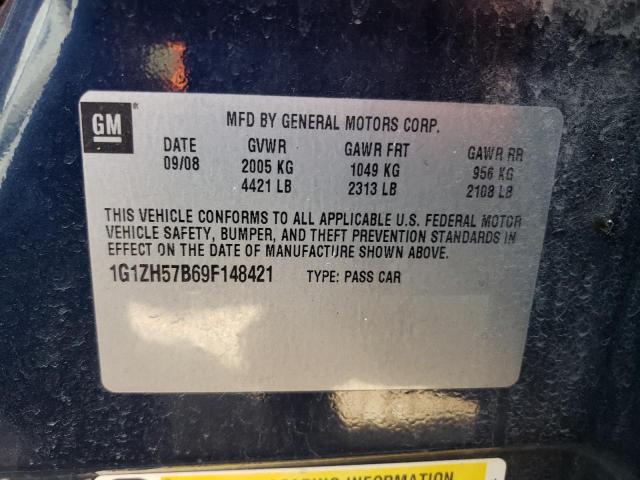 GM
MFD BY GENERAL MOTORS CORP.
DATE GVWR GAWR FRT GAWR RR
09/08 2005 KG 1049 KG 956 KG
4421 LB 2313 LB 2108 LB
THIS VEHICLE CONFORMS TO ALL APPLICABLE U.S. FEDERAL MOTOR
VEHICLE SAFETY, BUMPER, AND THEFT PREVENTION STANDARDS IN
EFFECT ON THE DATE OF MANUFACTURE SHOWN ABOVE.
1G1ZH57B69F148421 TYPE: PASS CAR
INFORMATION